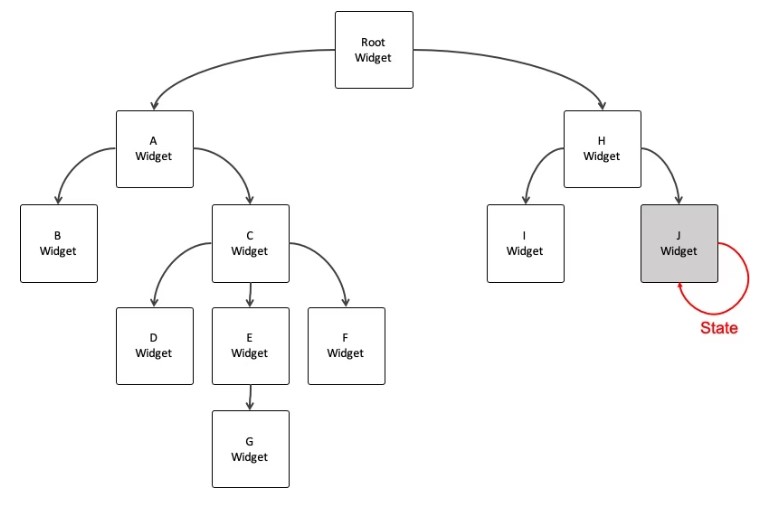 Root
Widget
A
Widget
H
Widget
B
Widget
C
Widget
I
Widget
J
Widget
State
D
Widget
E
Widget
F
Widget
G
Widget